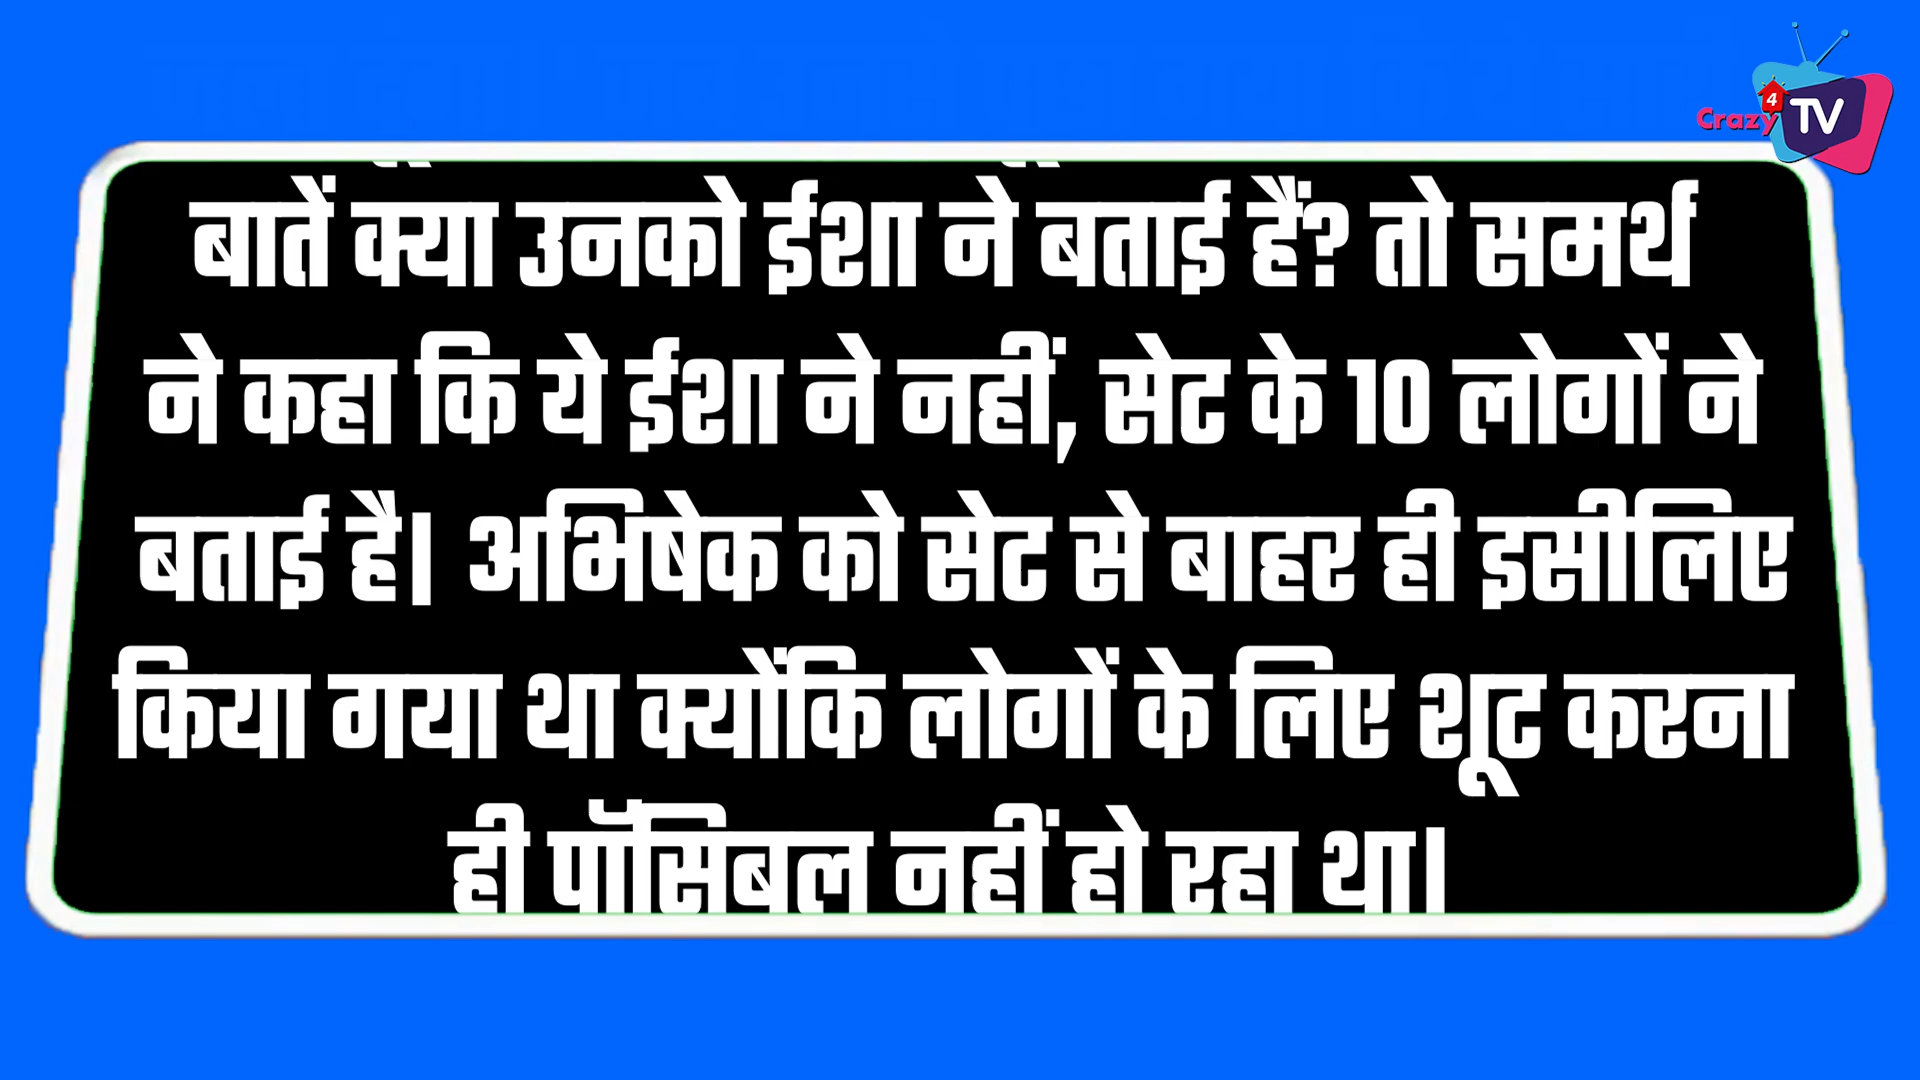 Crazy 4 TV
बातें क्या उनको ईशा ने बताई हैं? तो समर्थ
ने कहा कि ये ईशा ने नहीं, सेट के 10 लोगों ने
बताई है। अभिषेक को सेट से बाहर ही इसीलिए
किया गया था क्योंकि लोगों के लिए शूट करना
ही पॉसिबल नहीं हो रहा था।